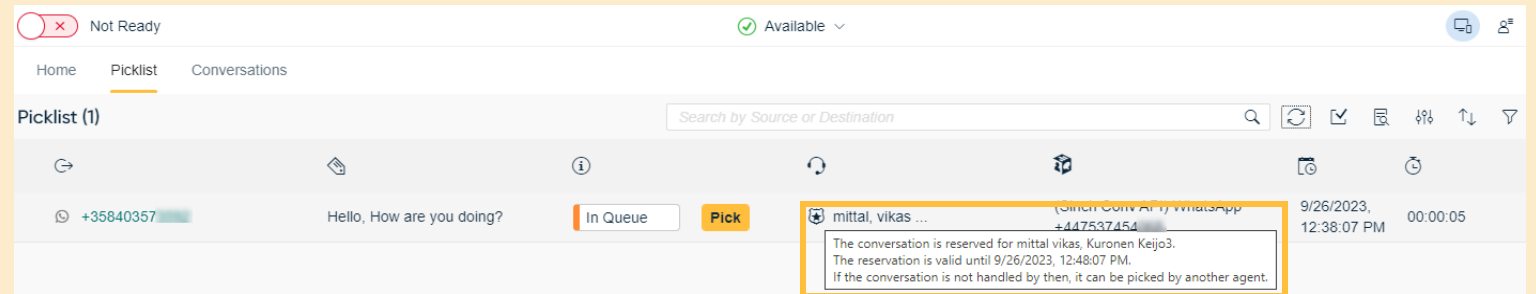 Not Ready
Available
Home Picklist Conversations
Picklist (1)
Search by Source or Destination
+35840357
Hello, How are you doing?
In Queue
Pick
mittal, vikas ...
(Sinch Conv API) WhatsApp
+447537454
9/26/2023,
12:38:07 PM
00:00:05
The conversation is reserved for mittal vikas, Kuronen Keijo3.
The reservation is valid until 9/26/2023, 12:48:07 PM.
If the conversation is not handled by then, it can be picked by another agent.